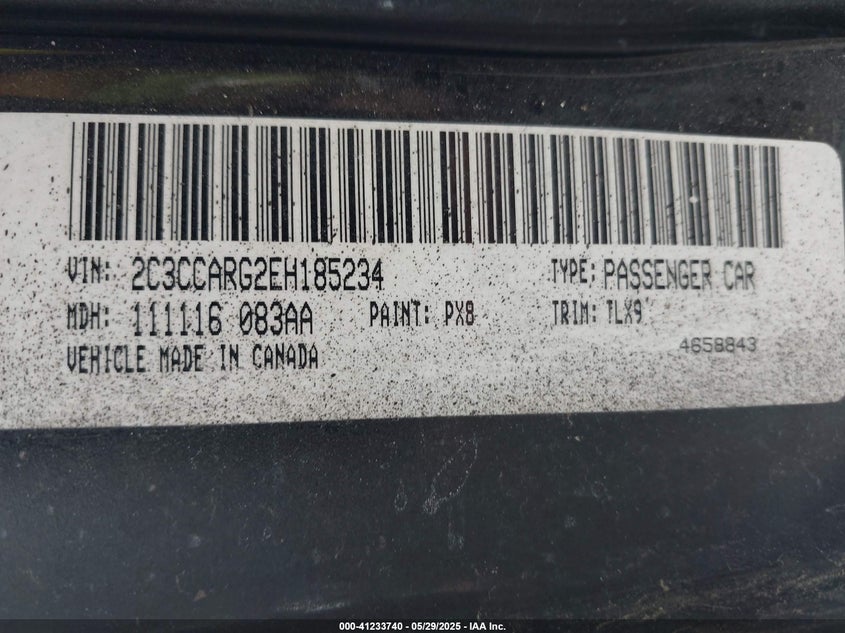 VIN: 2C3CCARG2EH185234 TYPE: PASSENGER CAR
MDH: 111116 083AA PAINT: PX8 TRIM: TLX9
VEHICLE MADE IN CANADA 4658843
000-41233740 - 05/29/2025 - IAA Inc.